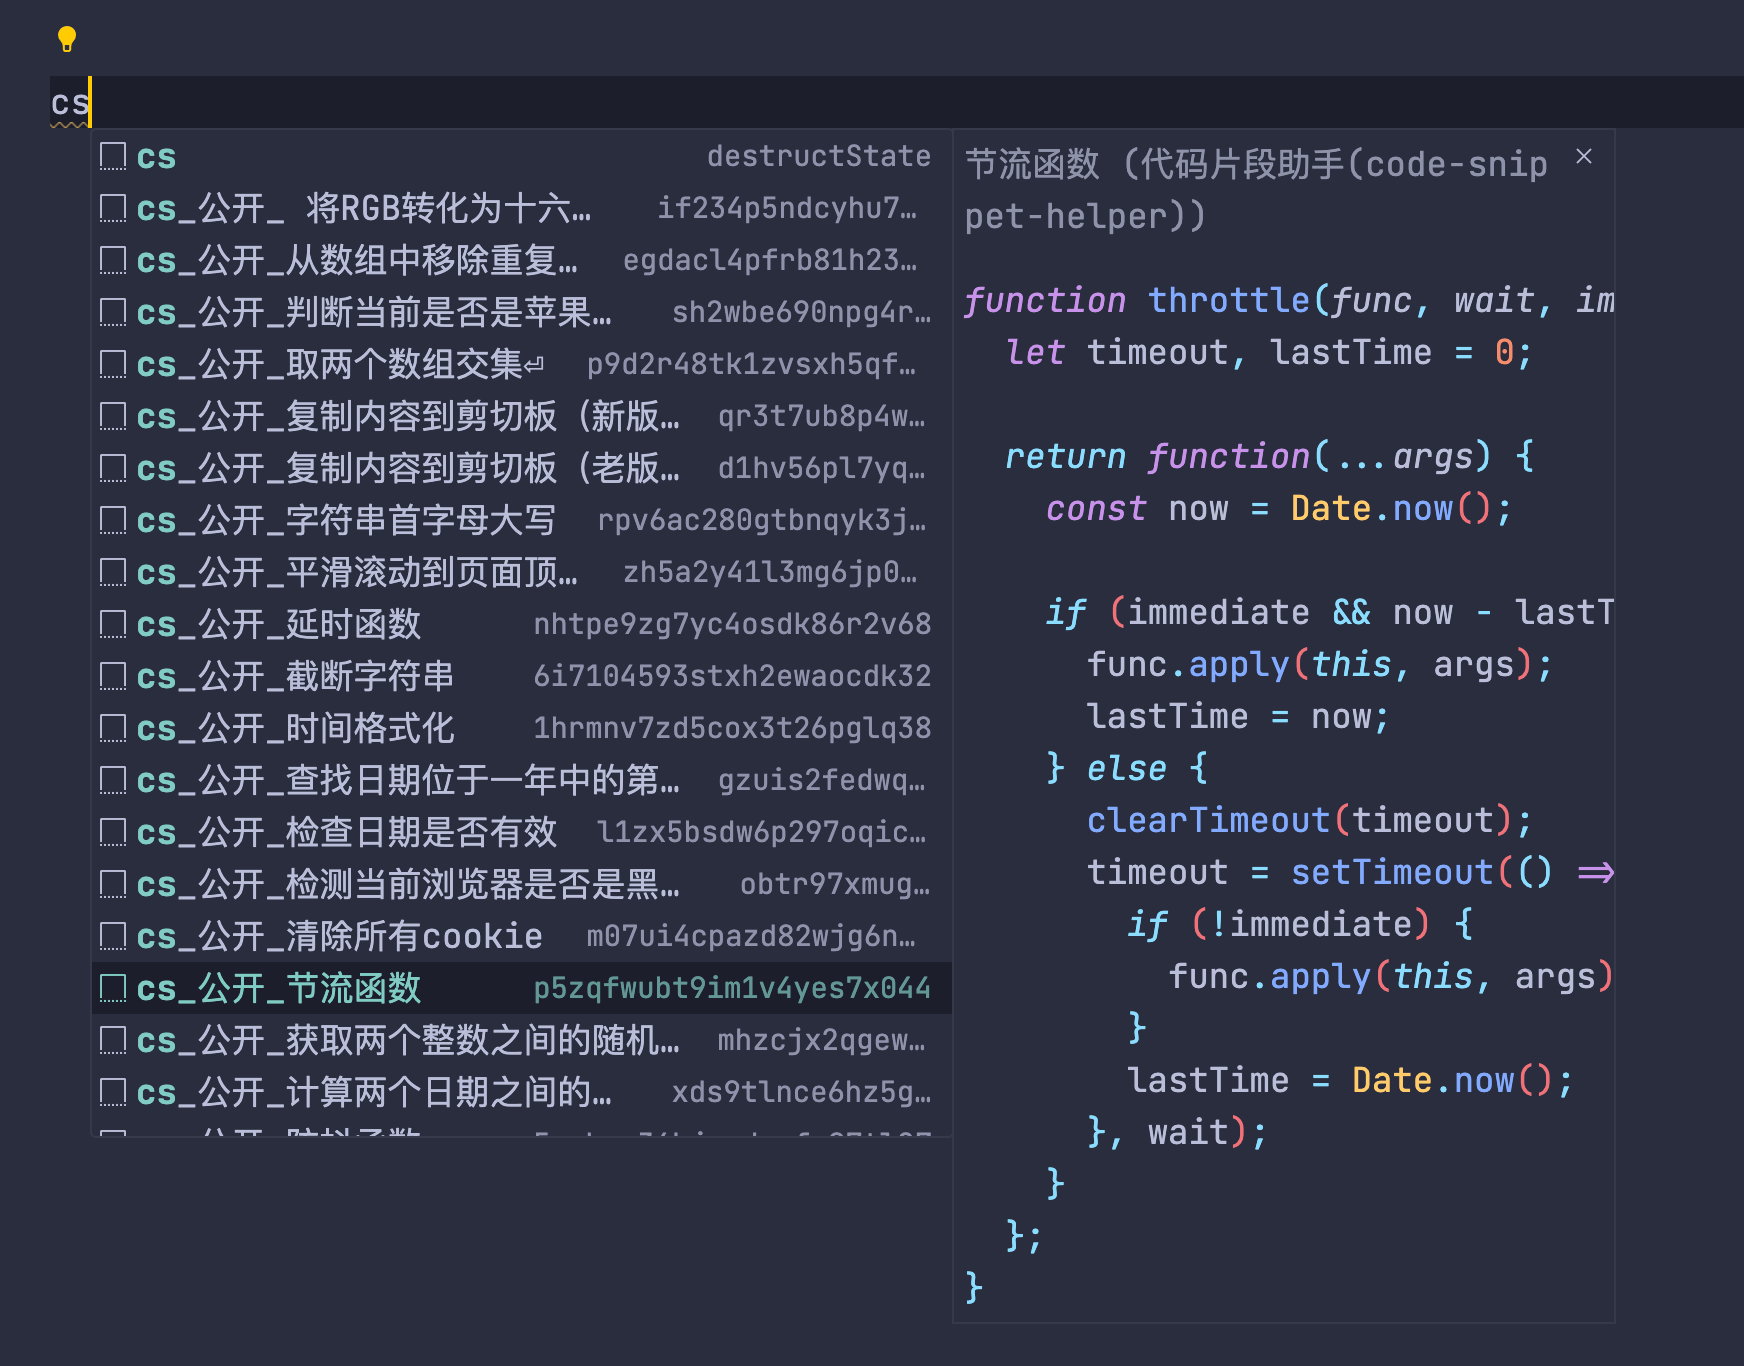 cs
cs destructState
cs_公开_ 将RGB转化为十六… if234p5ndcyhu7…
cs_公开_从数组中移除重复… egdacl4pfrb81h23…
cs_公开_判断当前是否是苹果… sh2wbe690npg4r…
cs_公开_取两个数组交集⏎ p9d2r48tk1zvsxh5qf…
cs_公开_复制内容到剪切板（新版… qr3t7ub8p4w…
cs_公开_复制内容到剪切板（老版… d1hv56pl7yq…
cs_公开_字符串首字母大写 rpv6ac280gtbnqyk3j…
cs_公开_平滑滚动到页面顶… zh5a2y41l3mg6jp0…
cs_公开_延时函数 nhtpe9zg7yc4osdk86r2v68
cs_公开_截断字符串 6i7104593stxh2ewaocdk32
cs_公开_时间格式化 1hrmnv7zd5cox3t26pglq38
cs_公开_查找日期位于一年中的第… gzuis2fedwq…
cs_公开_检查日期是否有效 l1zx5bsdw6p297oqic…
cs_公开_检测当前浏览器是否是黑… obtr97xmug…
cs_公开_清除所有cookie m07ui4cpazd82wjg6n…
cs_公开_节流函数 p5zqfwubt9im1v4yes7x044
cs_公开_获取两个整数之间的随机… mhzcjx2qgew…
cs_公开_计算两个日期之间的… xds9tlnce6hz5g…
节流函数 (代码片段助手(code-snip
pet-helper))
function throttle(func, wait, im
let timeout, lastTime = 0;
return function(...args) {
const now = Date.now();
if (immediate && now - lastT
func.apply(this, args);
lastTime = now;
} else {
clearTimeout(timeout);
timeout = setTimeout(() =>
if (!immediate) {
func.apply(this, args)
}
lastTime = Date.now();
}, wait);
}
};
}